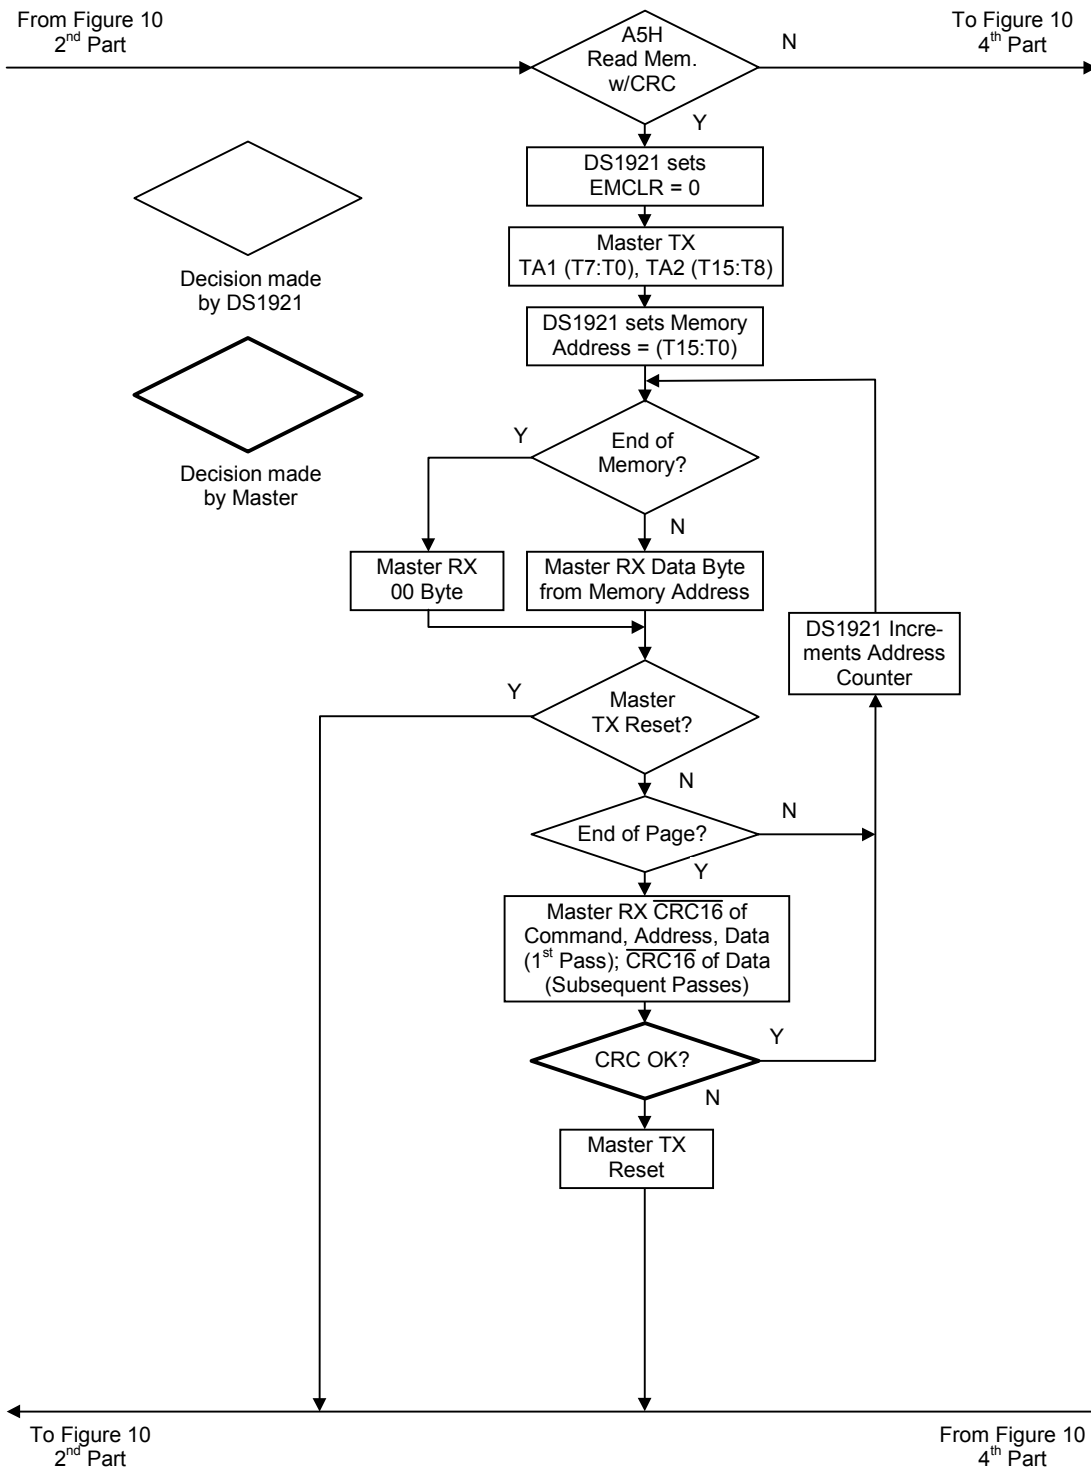 From Figure 10
2nd Part
A5H
Read Mem.
w/CRC
N
To Figure 10
4th Part
Y
DS1921 sets
EMCLR = 0
Master TX
TA1 (T7:T0), TA2 (T15:T8)
Decision made
by DS1921
DS1921 sets Memory
Address = (T15:T0)
Y
End of
Memory?
Decision made
by Master
N
Master RX
00 Byte
Master RX Data Byte
from Memory Address
DS1921 Incre-
ments Address
Counter
Y
Master
TX Reset?
N
End of Page?
N
Y
Master RX C̅R̅C̅1̅6̅ of
Command, Address, Data
(1st Pass); C̅R̅C̅1̅6̅ of Data
(Subsequent Passes)
CRC OK?
Y
N
Master TX
Reset
To Figure 10
2nd Part
From Figure 10
4th Part